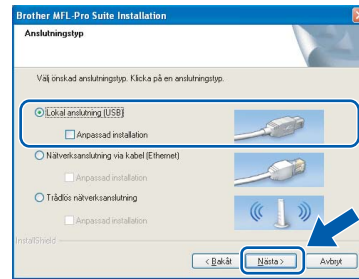 Brother MFL-Pro Suite Installation
Anslutningstyp
Välj önskad anslutningstyp. Klicka på en anslutningstyp.
Lokal anslutning (USB)
Anpassad installation
Nätverksanslutning via kabel (Ethernet)
Anpassad installation
Trådlös nätverksanslutning
Anpassad installation
InstallShield
< Bakåt Nästa > Avbryt